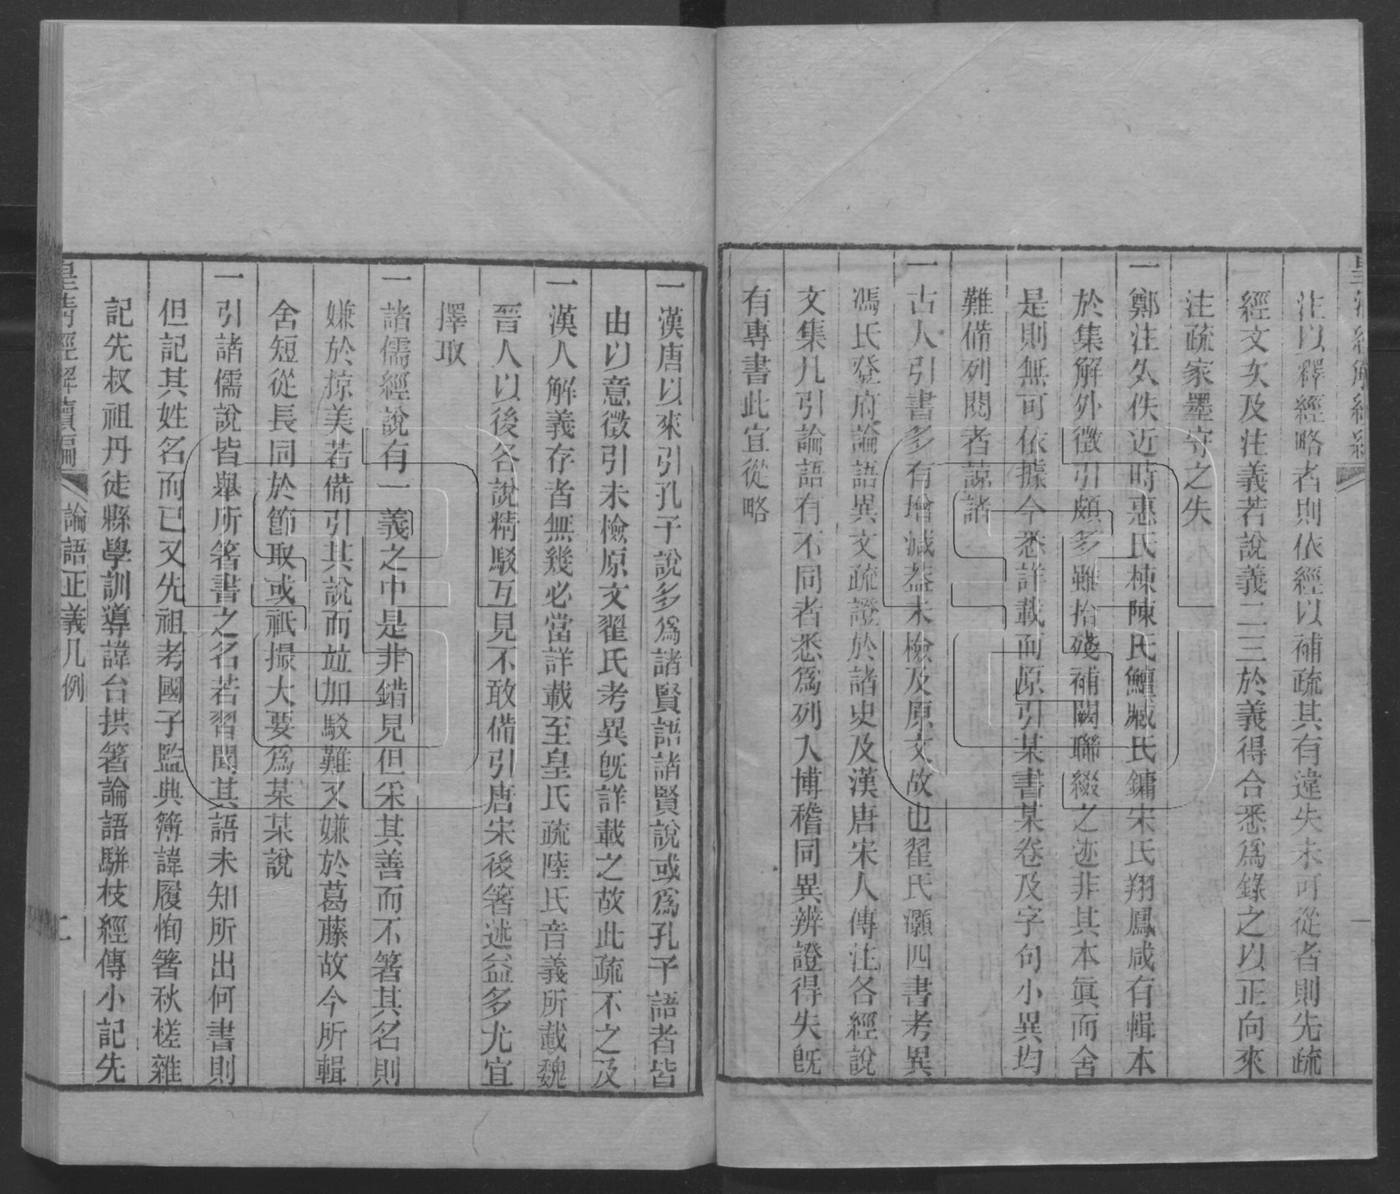 皇清經解續編
注以釋經略者則依經以補疏其有違失未可從者則先疏
經文次及注義若說義二三於義得合悉爲錄之以正向來
注疏家墨守之失
一鄭注久佚近時惠氏棟陳氏鱣臧氏鏞宋氏翔鳳咸有輯本
於集解外徵引頗多雖拾殘補闕聯綴之迹非其本眞而舍
是則無可依據今悉詳載而原引某書某卷及字句小異均
難備列閱者諒諸
一古人引書多有增減葢未檢及原文故也翟氏灝四書考異
馮氏登府論語異文疏證於諸史及漢唐宋人傳注各經說
文集凡引論語有不同者悉爲列入博稽同異辨證得失旣
有專書此宜從略
一漢唐以來引孔子說多爲諸賢語諸賢說或爲孔子語者皆
由以意徵引未檢原文翟氏考異旣詳載之故此疏不之及
一漢人解義存者無幾必當詳載至皇氏疏陸氏音義所載魏
晉人以後各說精駁互見不敢備引唐宋後箸述益多尤宜
擇取
一諸儒經說有一義之中是非錯見但采其善而不箸其名則
嫌於掠美若備引其說而竝加駁難又嫌於葛藤故今所輯
舍短從長同於節取或祇撮大要爲某某說
一引諸儒說皆舉所箸書之名若習聞其語未知所出何書則
但記其姓名而已又先祖考國子監典簿諱履恂箸秋槎雜
記先叔祖丹徒縣學訓導諱台拱箸論語駢枝經傳小記先
皇清經解續編
論語正義凡例
二